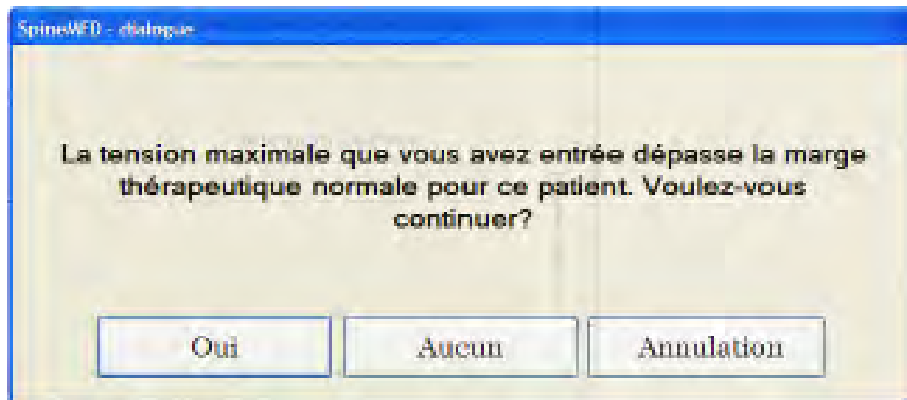 SpineMED - dialogue
La tension maximale que vous avez entrée dépasse la marge
thérapeutique normale pour ce patient. Voulez-vous
continuer?
Oui
Aucun
Annulation